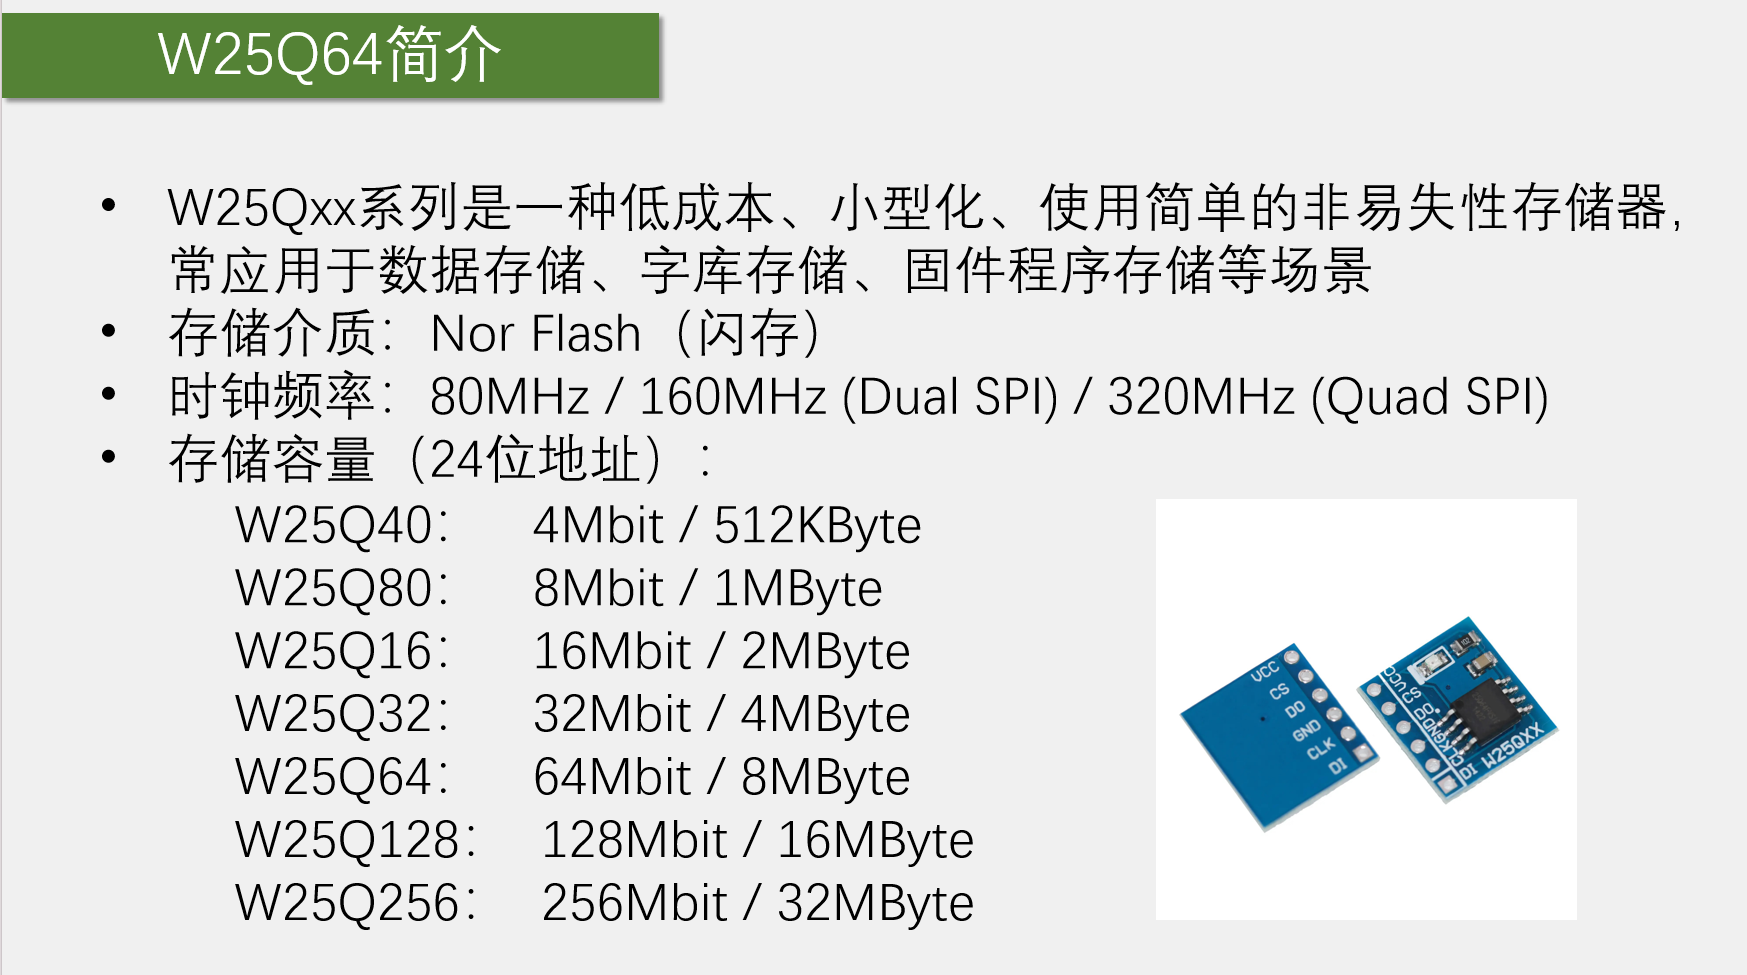 W25Q64简介
• W25Qxx系列是一种低成本、小型化、使用简单的非易失性存储器，
常应用于数据存储、字库存储、固件程序存储等场景
• 存储介质：Nor Flash（闪存）
• 时钟频率：80MHz / 160MHz (Dual SPI) / 320MHz (Quad SPI)
• 存储容量（24位地址）：
W25Q40： 4Mbit / 512KByte
W25Q80： 8Mbit / 1MByte
W25Q16： 16Mbit / 2MByte
W25Q32： 32Mbit / 4MByte
W25Q64： 64Mbit / 8MByte
W25Q128： 128Mbit / 16MByte
W25Q256： 256Mbit / 32MByte
VCC
CS
DO
GND
CLK
DI
VCC
CS
DO
GND
CLK
DI
W25QXX